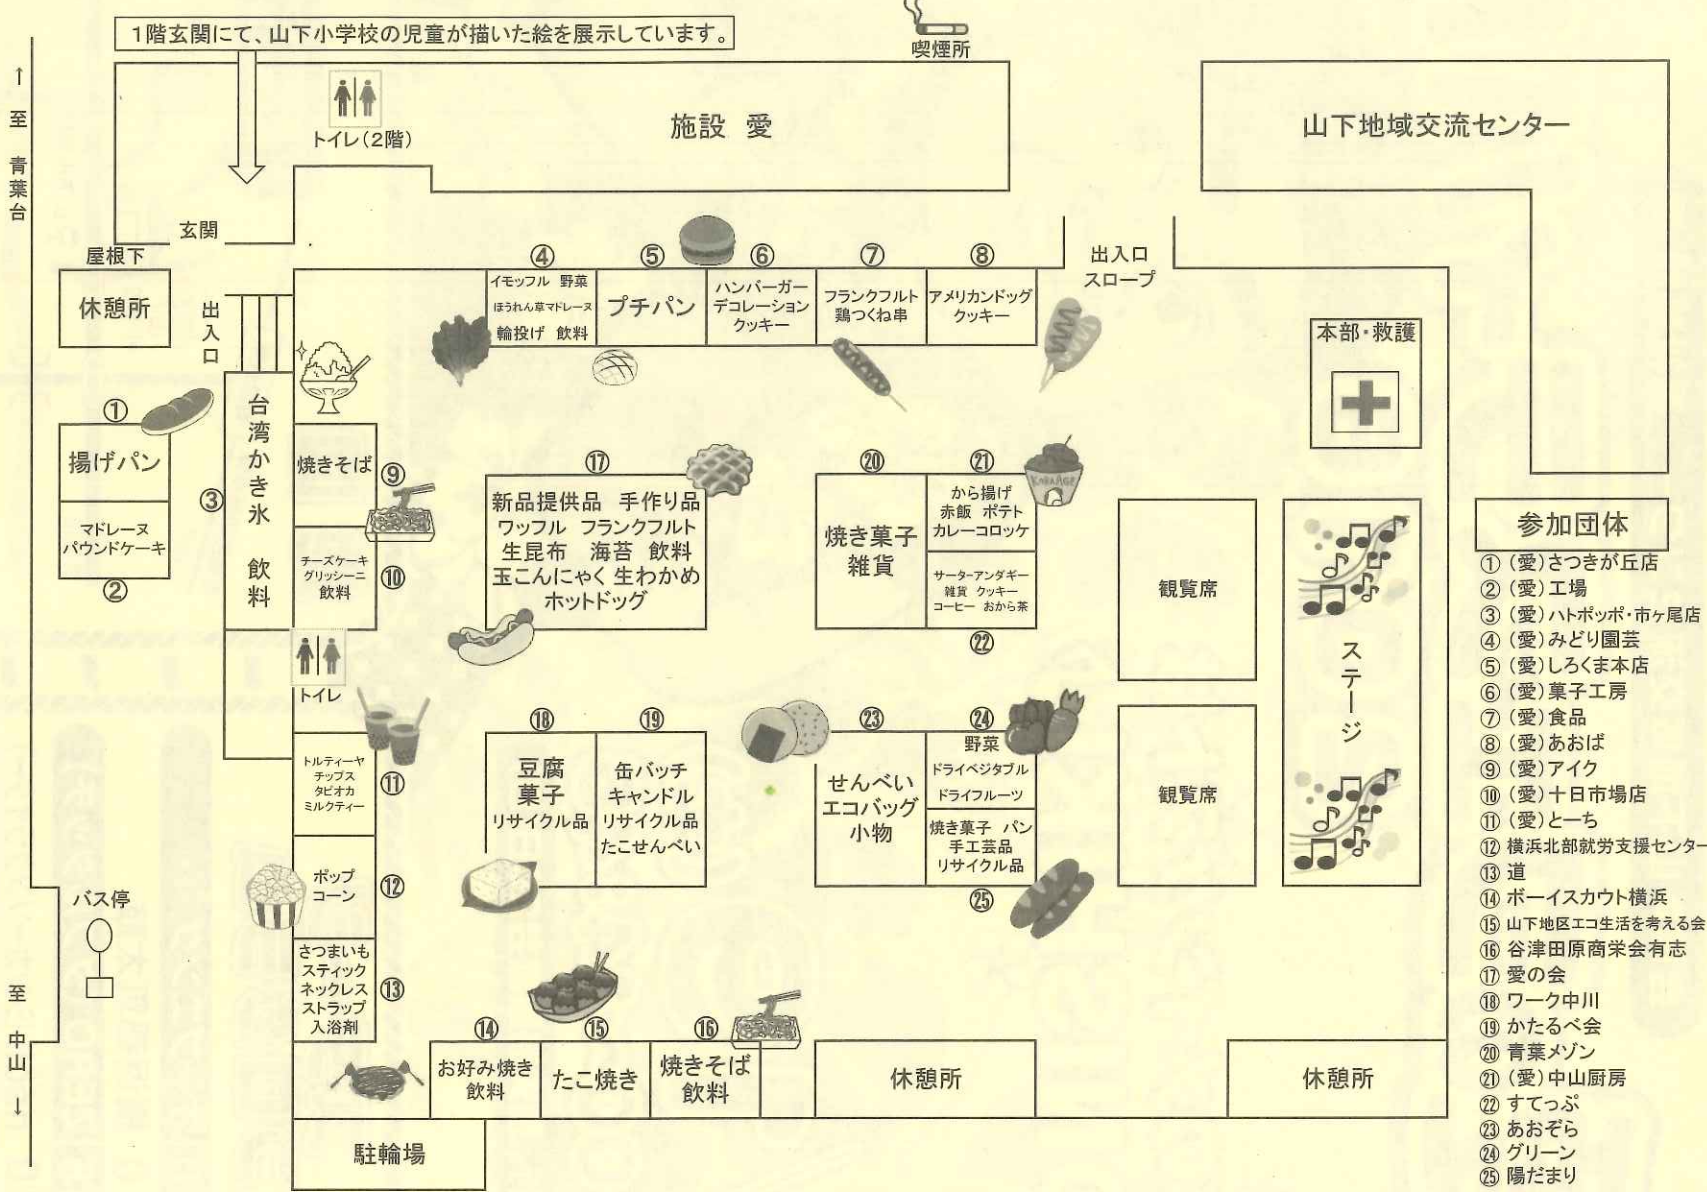 1階玄関にて、山下小学校の児童が描いた絵を展示しています。
喫煙所
↑
至
青葉台
トイレ(2階)
施設 愛
山下地域交流センター
玄関
屋根下
休憩所
出入口
出入口
スロープ
④
イモッフル 野菜
ほうれん草マドレーヌ
輪投げ 飲料
⑤
プチパン
⑥
ハンバーガー
デコレーション
クッキー
⑦
フランクフルト
鶏つくね串
⑧
アメリカンドッグ
クッキー
本部・救護
①
揚げパン
マドレーヌ
パウンドケーキ
②
③
台湾かき氷 飲料
焼きそば
⑨
チーズケーキ
グリッシーニ
飲料
⑩
⑰
新品提供品 手作り品
ワッフル フランクフルト
生昆布 海苔 飲料
玉こんにゃく 生わかめ
ホットドッグ
⑳
焼き菓子
雑貨
㉑
から揚げ
赤飯 ポテト
カレーコロッケ
KARAAGE
サーターアンダギー
雑貨 クッキー
コーヒー おから茶
㉒
観覧席
ステージ
トイレ
トルティーヤ
チップス
タピオカ
ミルクティー
⑪
⑱
豆腐
菓子
リサイクル品
⑲
缶バッチ
キャンドル
リサイクル品
たこせんべい
㉓
せんべい
エコバッグ
小物
㉔
野菜
ドライベジタブル
ドライフルーツ
焼き菓子 パン
手工芸品
リサイクル品
㉕
観覧席
ポップ
コーン
⑫
バス停
さつまいも
スティック
ネックレス
ストラップ
入浴剤
⑬
至
中山
↓
⑭
お好み焼き
飲料
⑮
たこ焼き
⑯
焼きそば
飲料
休憩所
休憩所
駐輪場
参加団体
①(愛)さつきが丘店
②(愛)工場
③(愛)ハトポッポ・市ヶ尾店
④(愛)みどり園芸
⑤(愛)しろくま本店
⑥(愛)菓子工房
⑦(愛)食品
⑧(愛)あおば
⑨(愛)アイク
⑩(愛)十日市場店
⑪(愛)とーち
⑫横浜北部就労支援センター
⑬道
⑭ボーイスカウト横浜
⑮山下地区エコ生活を考える会
⑯谷津田原商栄会有志
⑰愛の会
⑱ワーク中川
⑲かたるべ会
⑳青葉メゾン
㉑(愛)中山厨房
㉒すてっぷ
㉓あおぞら
㉔グリーン
㉕陽だまり